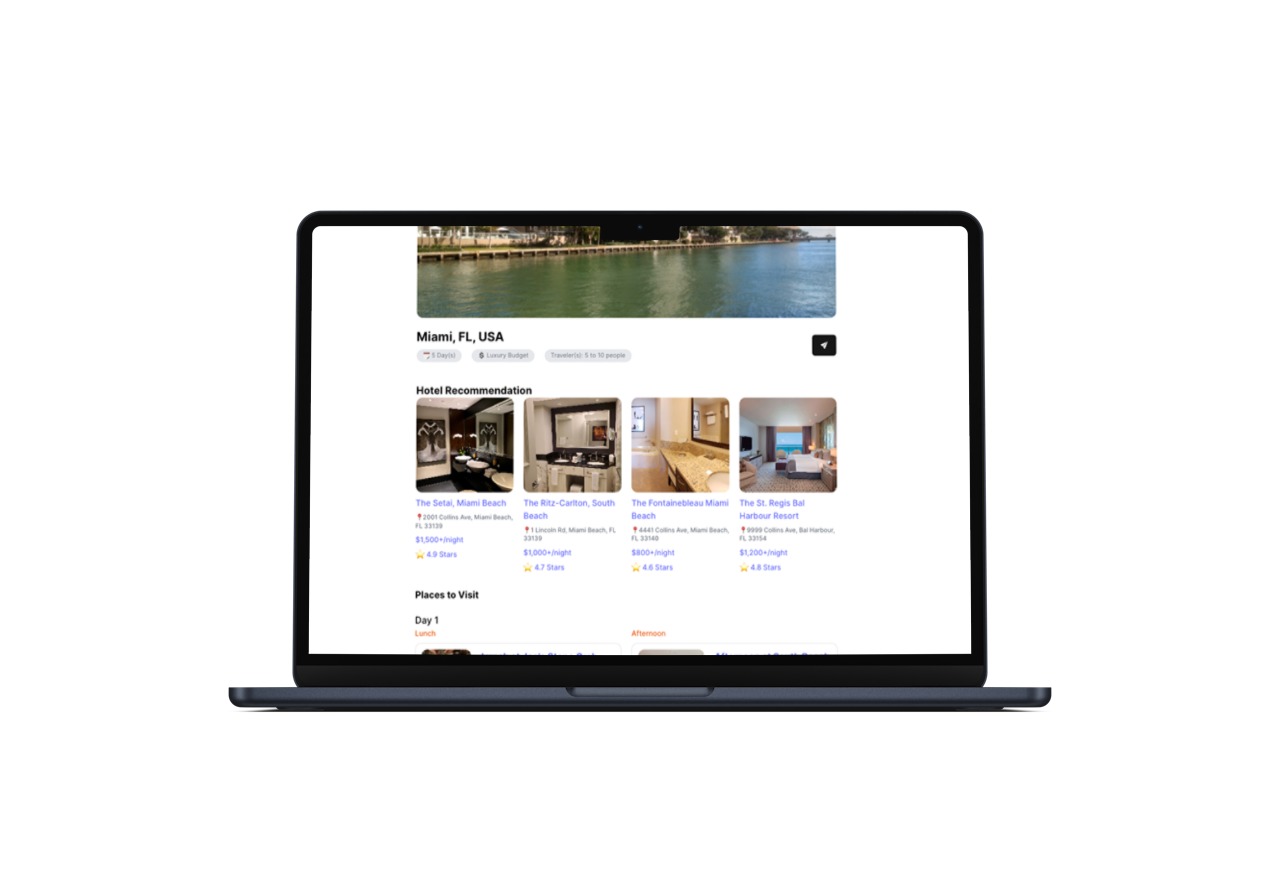 Miami, FL, USA
5 Day(s)
Luxury Budget
Traveler(s): 5 to 10 people
Hotel Recommendation
The Setai, Miami Beach
2001 Collins Ave, Miami Beach,
FL 33139
$1,500+/night
4.9 Stars
The Ritz-Carlton, South
Beach
1 Lincoln Rd, Miami Beach, FL
33139
$1,000+/night
4.7 Stars
The Fontainebleau Miami
Beach
4441 Collins Ave, Miami Beach,
FL 33140
$800+/night
4.6 Stars
The St. Regis Bal
Harbour Resort
9999 Collins Ave, Bal Harbour,
FL 33154
$1,200+/night
4.8 Stars
Places to Visit
Day 1
Lunch
Afternoon